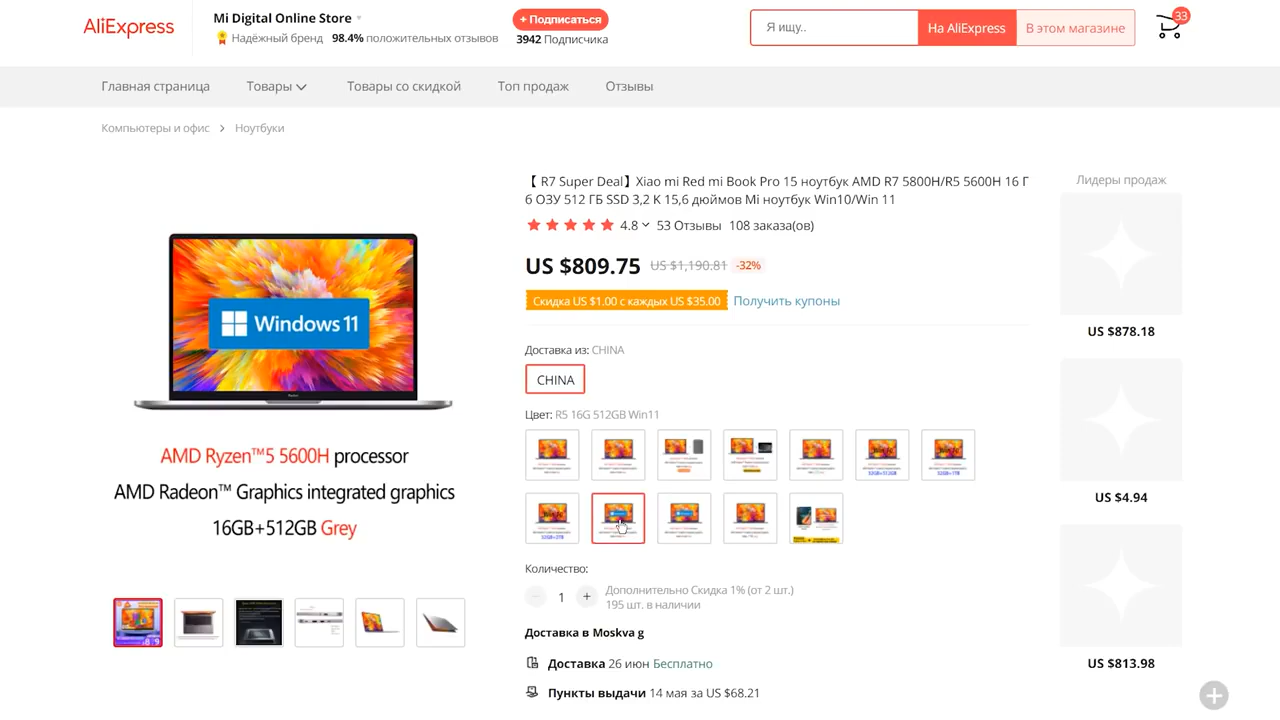 AliExpress
Mi Digital Online Store
Надёжный бренд 98.4% положительных отзывов
+ Подписаться
3942 Подписчика
Я ищу..
На AliExpress
В этом магазине
33
Главная страница
Товары
Товары со скидкой
Топ продаж
Отзывы
Компьютеры и офис
Ноутбуки
【 R7 Super Deal】Xiao mi Red mi Book Pro 15 ноутбук AMD R7 5800H/R5 5600H 16 Г
б ОЗУ 512 ГБ SSD 3,2 K 15,6 дюймов Mi ноутбук Win10/Win 11
4.8 53 Отзывы 108 заказа(ов)
US $809.75 US $1,190.81 -32%
Скидка US $1.00 с каждых US $35.00 Получить купоны
Доставка из: CHINA
CHINA
Цвет: R5 16G 512GB Win11
Количество:
1
Дополнительно Скидка 1% (от 2 шт.)
195 шт. в наличии
Доставка в Moskva g
Доставка 26 июн Бесплатно
Пункты выдачи 14 мая за US $68.21
Windows 11
AMD Ryzen™5 5600H processor
AMD Radeon™ Graphics integrated graphics
16GB+512GB Grey
Лидеры продаж
US $878.18
US $4.94
US $813.98